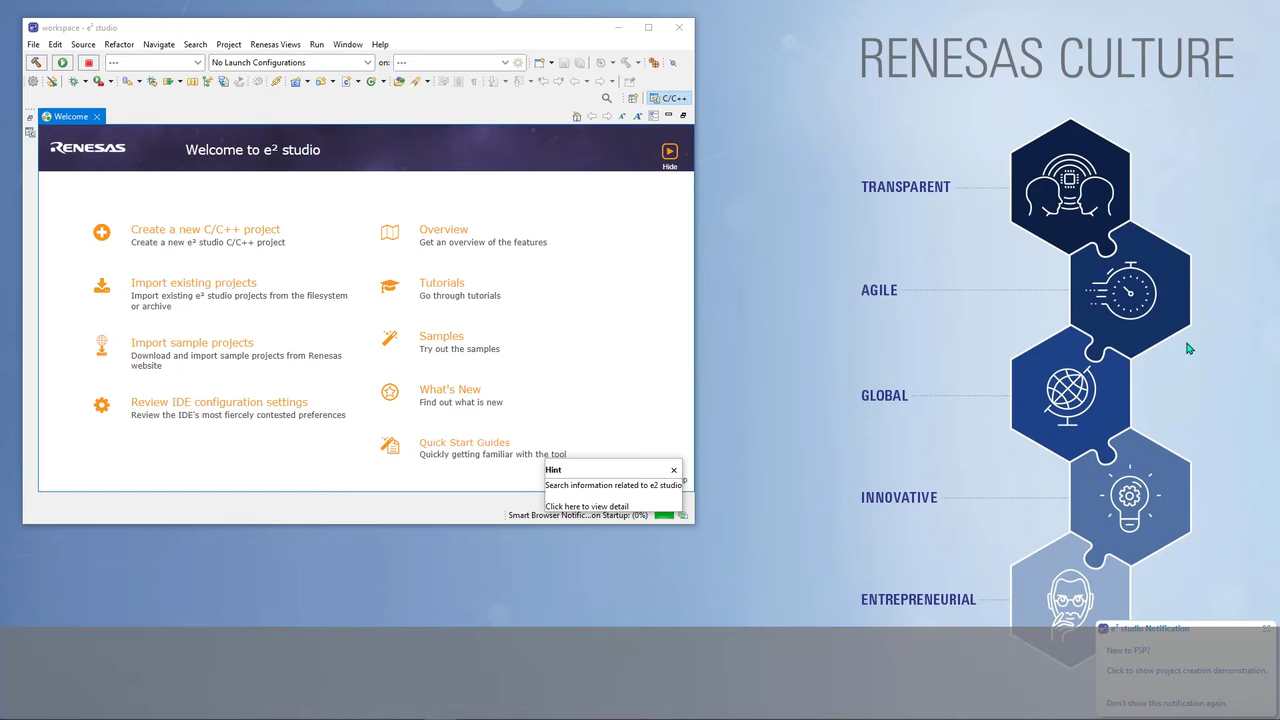 workspace - e² studio
File Edit Source Refactor Navigate Search Project Renesas Views Run Window Help
--- No Launch Configurations on: ---
C/C++
Welcome
RENESAS Welcome to e² studio
Hide
Create a new C/C++ project
Create a new e² studio C/C++ project
Import existing projects
Import existing e² studio projects from the filesystem
or archive
Import sample projects
Download and import sample projects from Renesas
website
Review IDE configuration settings
Review the IDE's most fiercely contested preferences
Overview
Get an overview of the features
Tutorials
Go through tutorials
Samples
Try out the samples
What's New
Find out what is new
Quick Start Guides
Quickly getting familiar with the tool
Hint
Search information related to e2 studio
Click here to view detail
Smart Browser Notific...on Startup: (0%)
RENESAS CULTURE
TRANSPARENT
AGILE
GLOBAL
INNOVATIVE
ENTREPRENEURIAL
e² studio Notification
New to FSP?
Click to show project creation demonstration.
Don't show this notification again.